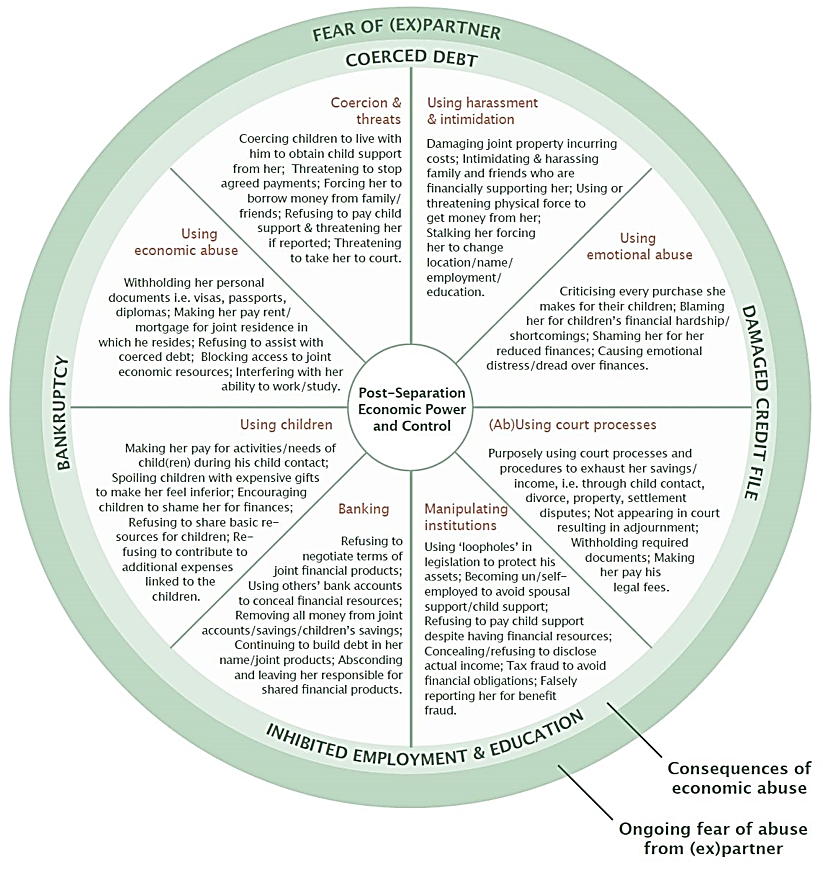 FEAR OF (EX)PARTNER
COERCED DEBT
Coercion &
threats
Coercing children to live with
him to obtain child support
from her;  Threatening to stop
agreed payments; Forcing her to
borrow money from family/
friends; Refusing to pay child
support & threatening her
if reported; Threatening
to take her to court.
Using harassment
& intimidation
Damaging joint property incurring
costs; Intimidating & harassing
family and friends who are
financially supporting her; Using or
threatening physical force to
get money from her;
Stalking her forcing
her to change
location/name/
employment/
education.
Using
emotional abuse
Criticising every purchase she
makes for their children; Blaming
her for children's financial hardship/
shortcomings; Shaming her for her
reduced finances; Causing emotional
distress/dread over finances.
DAMAGED CREDIT FILE
(Ab)Using court processes
Purposely using court processes and
procedures to exhaust her savings/
income, i.e. through child contact,
divorce, property, settlement
disputes; Not appearing in court
resulting in adjournment;
Withholding required
documents; Making
her pay his
legal fees.
Manipulating
institutions
Using ‘loopholes’ in
legislation to protect his
assets; Becoming un/self-
employed to avoid spousal
support/child support;
Refusing to pay child support
despite having financial resources;
Concealing/refusing to disclose
actual income; Tax fraud to avoid
financial obligations; Falsely
reporting her for benefit
fraud.
INHIBITED EMPLOYMENT & EDUCATION
Banking
Refusing to
negotiate terms of
joint financial products;
Using others’ bank accounts
to conceal financial resources;
Removing all money from joint
accounts/savings/children’s savings;
Continuing to build debt in her
name/joint products; Absconding
and leaving her responsible for
shared financial products.
Using children
Making her pay for activities/needs of
child(ren) during his child contact;
Spoiling children with expensive gifts
to make her feel inferior; Encouraging
children to shame her for finances;
Refusing to share basic re-
sources for children; Re-
fusing to contribute to
additional expenses
linked to the
children.
BANKRUPTCY
Using
economic abuse
Withholding her personal
documents i.e. visas, passports,
diplomas; Making her pay rent/
mortgage for joint residence in
which he resides; Refusing to assist with
coerced debt;  Blocking access to joint
economic resources; Interfering with her
ability to work/study.
Post-Separation
Economic Power
and Control
Consequences of
economic abuse
Ongoing fear of abuse
from (ex)partner